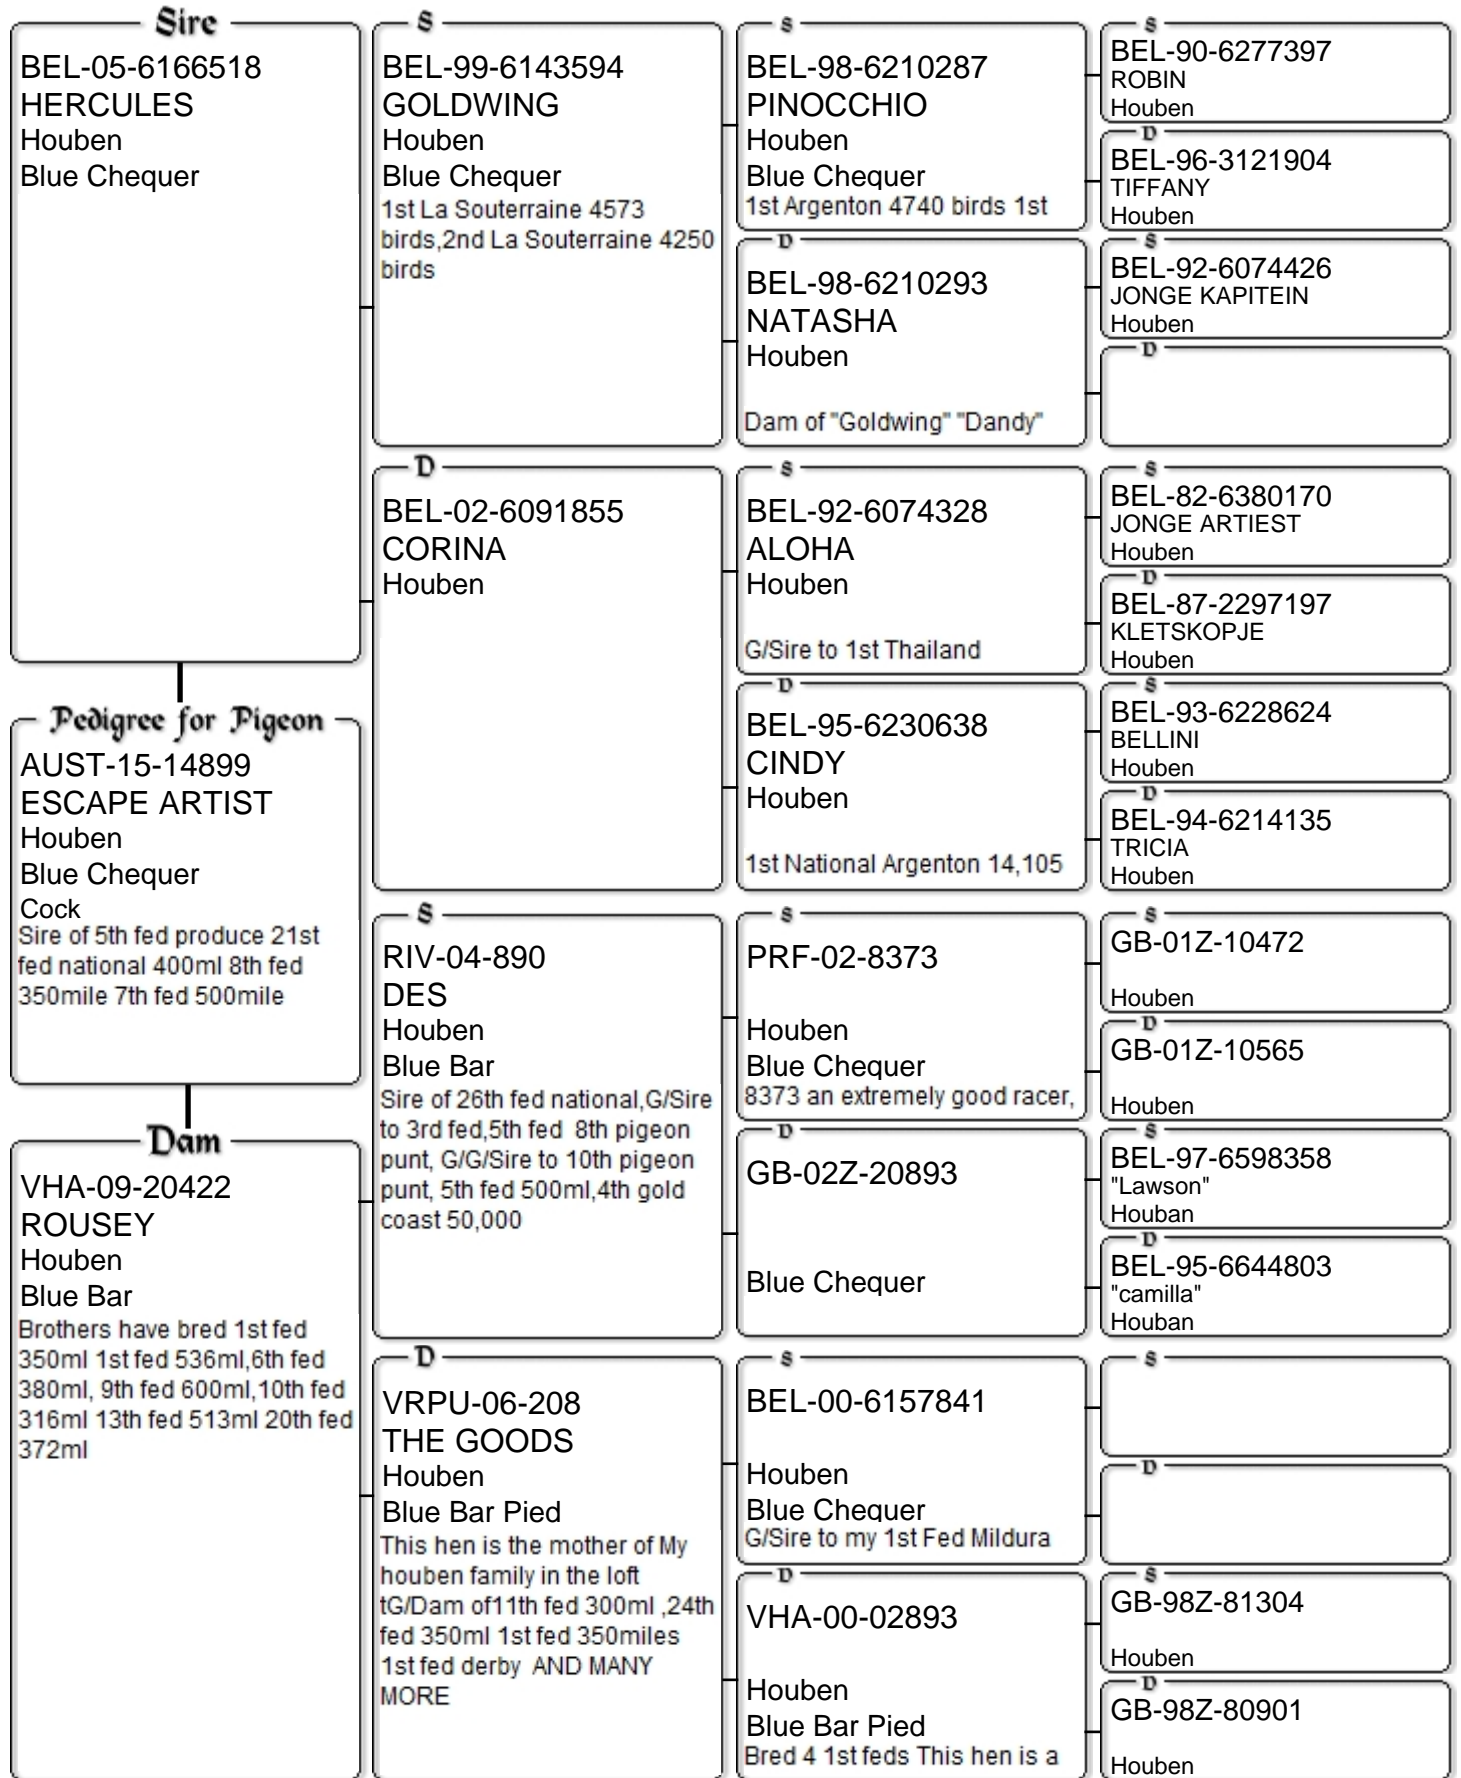 Sire
BEL-05-6166518
HERCULES
Houben
Blue Chequer
Pedigree for Pigeon
AUST-15-14899
ESCAPE ARTIST
Houben
Blue Chequer
Cock
Sire of 5th fed produce 21st
fed national 400ml 8th fed
350mile 7th fed 500mile
Dam
VHA-09-20422
ROUSEY
Houben
Blue Bar
Brothers have bred 1st fed
350ml 1st fed 536ml,6th fed
380ml, 9th fed 600ml,10th fed
316ml 13th fed 513ml 20th fed
372ml
S
BEL-99-6143594
GOLDWING
Houben
Blue Chequer
1st La Souterraine 4573
birds,2nd La Souterraine 4250
birds
D
BEL-02-6091855
CORINA
Houben
S
RIV-04-890
DES
Houben
Blue Bar
Sire of 26th fed national,G/Sire
to 3rd fed,5th fed  8th pigeon
punt, G/G/Sire to 10th pigeon
punt, 5th fed 500ml,4th gold
coast 50,000
D
VRPU-06-208
THE GOODS
Houben
Blue Bar Pied
This hen is the mother of My
houben family in the loft
tG/Dam of11th fed 300ml ,24th
fed 350ml 1st fed 350miles
1st fed derby  AND MANY
MORE
S
BEL-98-6210287
PINOCCHIO
Houben
Blue Chequer
1st Argenton 4740 birds 1st
D
BEL-98-6210293
NATASHA
Houben
Dam of "Goldwing" "Dandy"
S
BEL-92-6074328
ALOHA
Houben
G/Sire to 1st Thailand
D
BEL-95-6230638
CINDY
Houben
1st National Argenton 14,105
S
PRF-02-8373
Houben
Blue Chequer
8373 an extremely good racer,
D
GB-02Z-20893
Blue Chequer
S
BEL-00-6157841
Houben
Blue Chequer
G/Sire to my 1st Fed Mildura
D
VHA-00-02893
Houben
Blue Bar Pied
Bred 4 1st feds This hen is a
S
BEL-90-6277397
ROBIN
Houben
D
BEL-96-3121904
TIFFANY
Houben
S
BEL-92-6074426
JONGE KAPITEIN
Houben
D
S
BEL-82-6380170
JONGE ARTIEST
Houben
D
BEL-87-2297197
KLETSKOPJE
Houben
S
BEL-93-6228624
BELLINI
Houben
D
BEL-94-6214135
TRICIA
Houben
S
GB-01Z-10472
Houben
D
GB-01Z-10565
Houben
S
BEL-97-6598358
"Lawson"
Houban
D
BEL-95-6644803
"camilla"
Houban
S
D
S
GB-98Z-81304
Houben
D
GB-98Z-80901
Houben